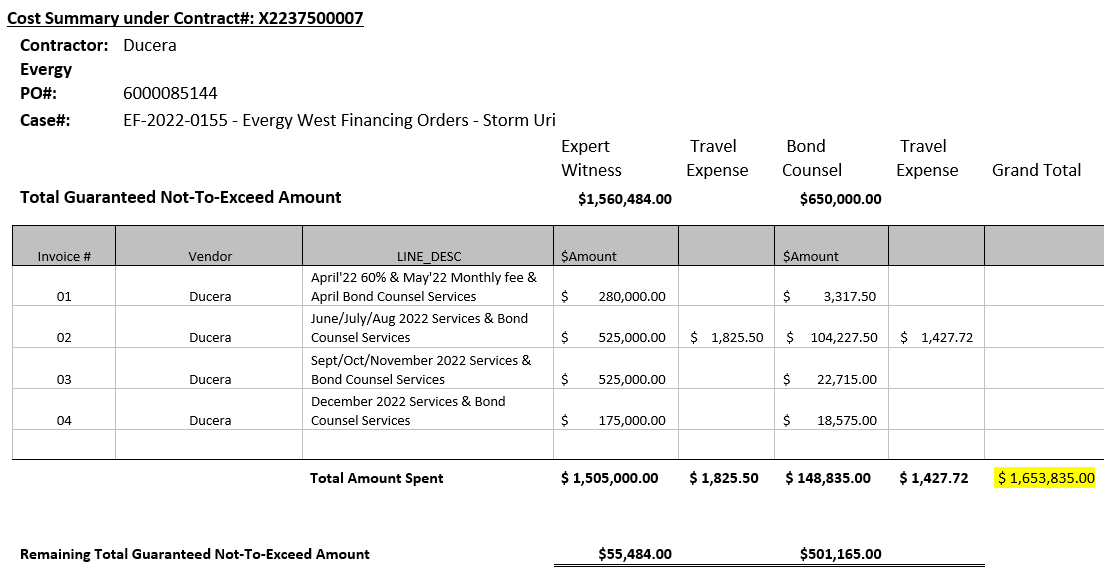 Cost Summary under Contract#: X2237500007
Contractor: Ducera
Evergy
PO#: 6000085144
Case#: EF-2022-0155 - Evergy West Financing Orders - Storm Uri
Expert Travel Bond Travel
Witness Expense Counsel Expense Grand Total
Total Guaranteed Not-To-Exceed Amount $1,560,484.00 $650,000.00
Invoice # Vendor LINE_DESC $Amount $Amount
April'22 60% & May'22 Monthly fee &
01 Ducera April Bond Counsel Services $ 280,000.00 $ 3,317.50
June/July/Aug 2022 Services & Bond
02 Ducera Counsel Services $ 525,000.00 $ 1,825.50 $ 104,227.50 $ 1,427.72
Sept/Oct/November 2022 Services &
03 Ducera Bond Counsel Services $ 525,000.00 $ 22,715.00
December 2022 Services & Bond
04 Ducera Counsel Services $ 175,000.00 $ 18,575.00
Total Amount Spent $ 1,505,000.00 $ 1,825.50 $ 148,835.00 $ 1,427.72 $ 1,653,835.00
Remaining Total Guaranteed Not-To-Exceed Amount $55,484.00 $501,165.00